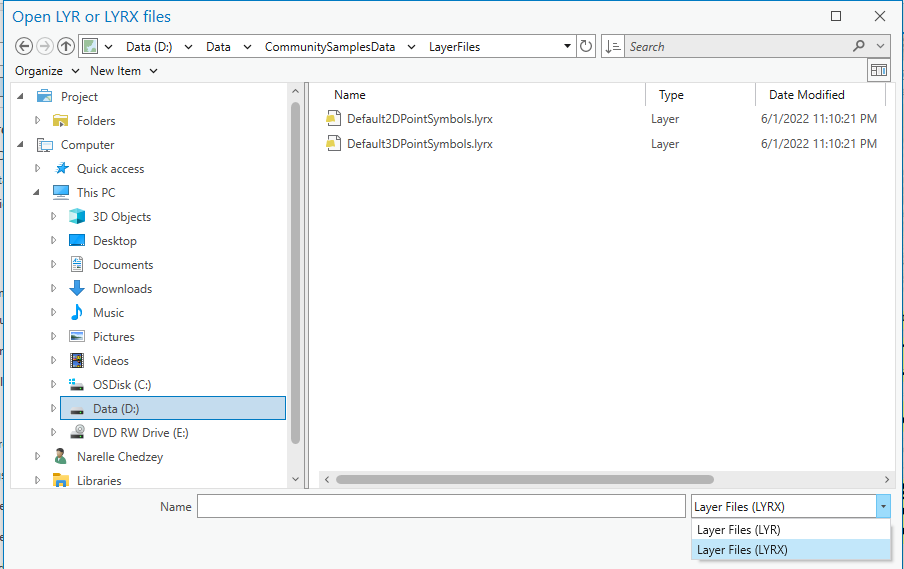 Open LYR or LYRX files
Data (D:) Data CommunitySamplesData LayerFiles Search
Organize New Item
Project
Folders
Computer
Quick access
This PC
3D Objects
Desktop
Documents
Downloads
Music
Pictures
Videos
OSDisk (C:)
Data (D:)
DVD RW Drive (E:)
Narelle Chedzey
Libraries
Name Type Date Modified
Default2DPointSymbols.lyrx Layer 6/1/2022 11:10:21 PM
Default3DPointSymbols.lyrx Layer 6/1/2022 11:10:21 PM
Name Layer Files (LYRX)
Layer Files (LYR)
Layer Files (LYRX)